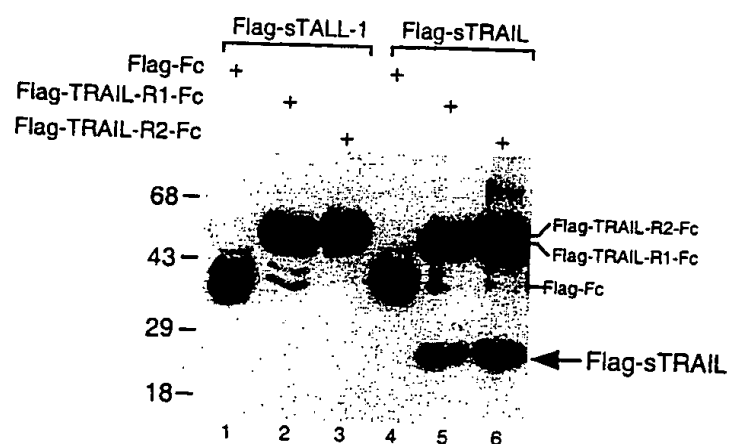 Flag-sTALL-1 Flag-sTRAIL
Flag-Fc + +
Flag-TRAIL-R1-Fc + +
Flag-TRAIL-R2-Fc + +
68 –
43 –
29 –
18 –
Flag-TRAIL-R2-Fc
Flag-TRAIL-R1-Fc
Flag-Fc
Flag-sTRAIL
1 2 3 4 5 6